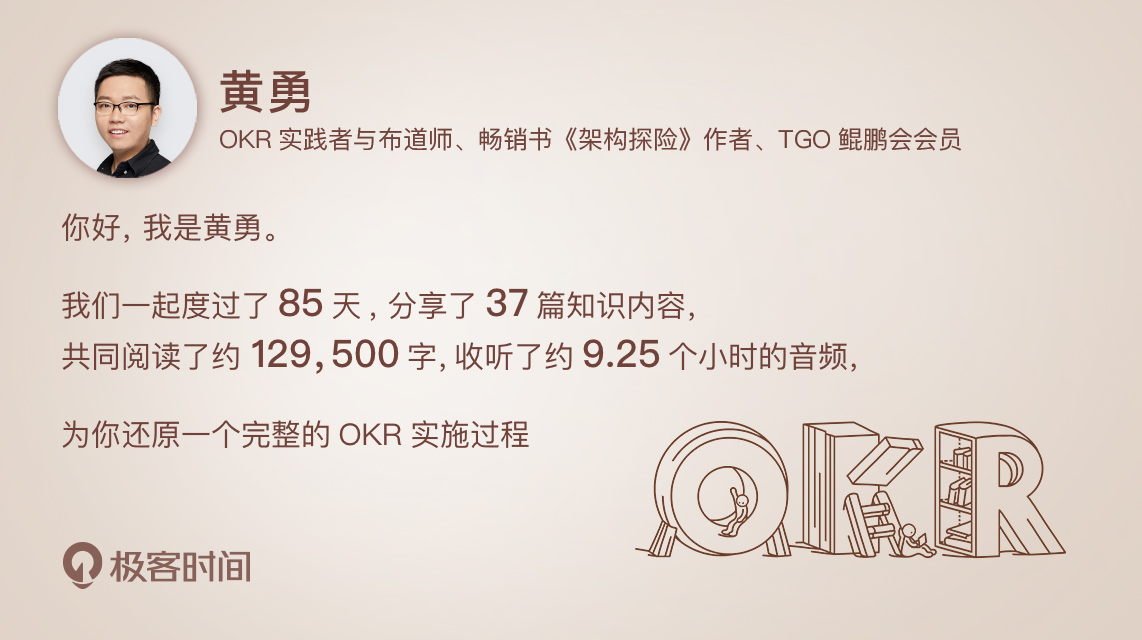 黄勇
OKR 实践者与布道师、畅销书《架构探险》作者、TGO 鲲鹏会会员
你好, 我是黄勇。
我们一起度过了 85 天, 分享了 37 篇知识内容,
共同阅读了约 129,500 字, 收听了约 9.25 个小时的音频,
为你还原一个完整的 OKR 实施过程
OKR
极客时间